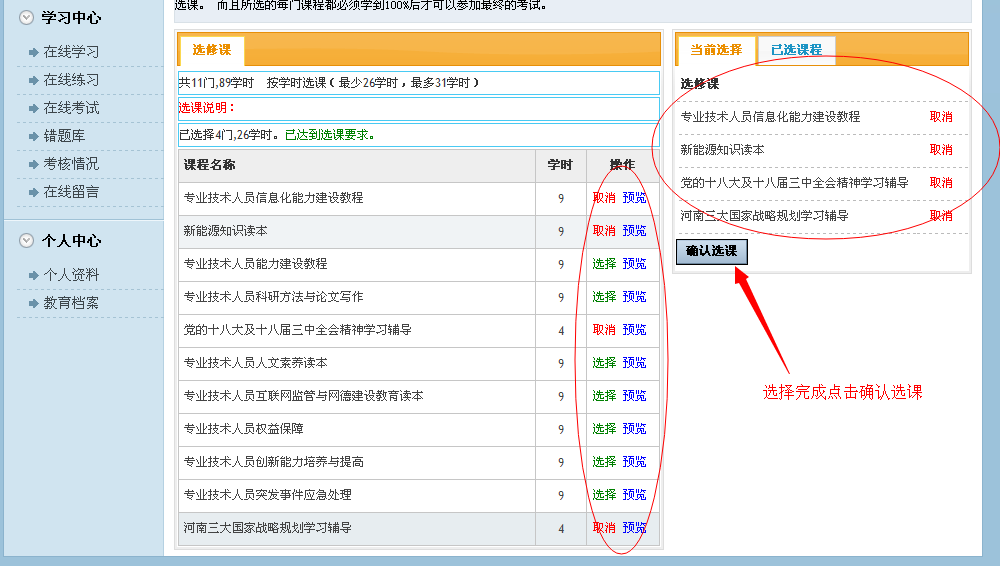 选课。 而且所选的每门课程都必须学到100%后才可以参加最终的考试。
学习中心
在线学习
在线练习
在线考试
错题库
考核情况
在线留言
个人中心
个人资料
教育档案
选修课
共11门,89学时 按学时选课(最少26学时，最多31学时)
选课说明：
已选择4门,26学时。已达到选课要求。
课程名称 学时 操作
专业技术人员信息化能力建设教程 9 取消 预览
新能源知识读本 9 取消 预览
专业技术人员能力建设教程 9 选择 预览
专业技术人员科研方法与论文写作 9 选择 预览
党的十八大及十八届三中全会精神学习辅导 4 取消 预览
专业技术人员人文素养读本 9 选择 预览
专业技术人员互联网监管与网德建设教育读本 9 选择 预览
专业技术人员权益保障 9 选择 预览
专业技术人员创新能力培养与提高 9 选择 预览
专业技术人员突发事件应急处理 9 选择 预览
河南三大国家战略规划学习辅导 4 取消 预览
当前选择 已选课程
选修课
专业技术人员信息化能力建设教程 取消
新能源知识读本 取消
党的十八大及十八届三中全会精神学习辅导 取消
河南三大国家战略规划学习辅导 取消
确认选课
选择完成点击确认选课